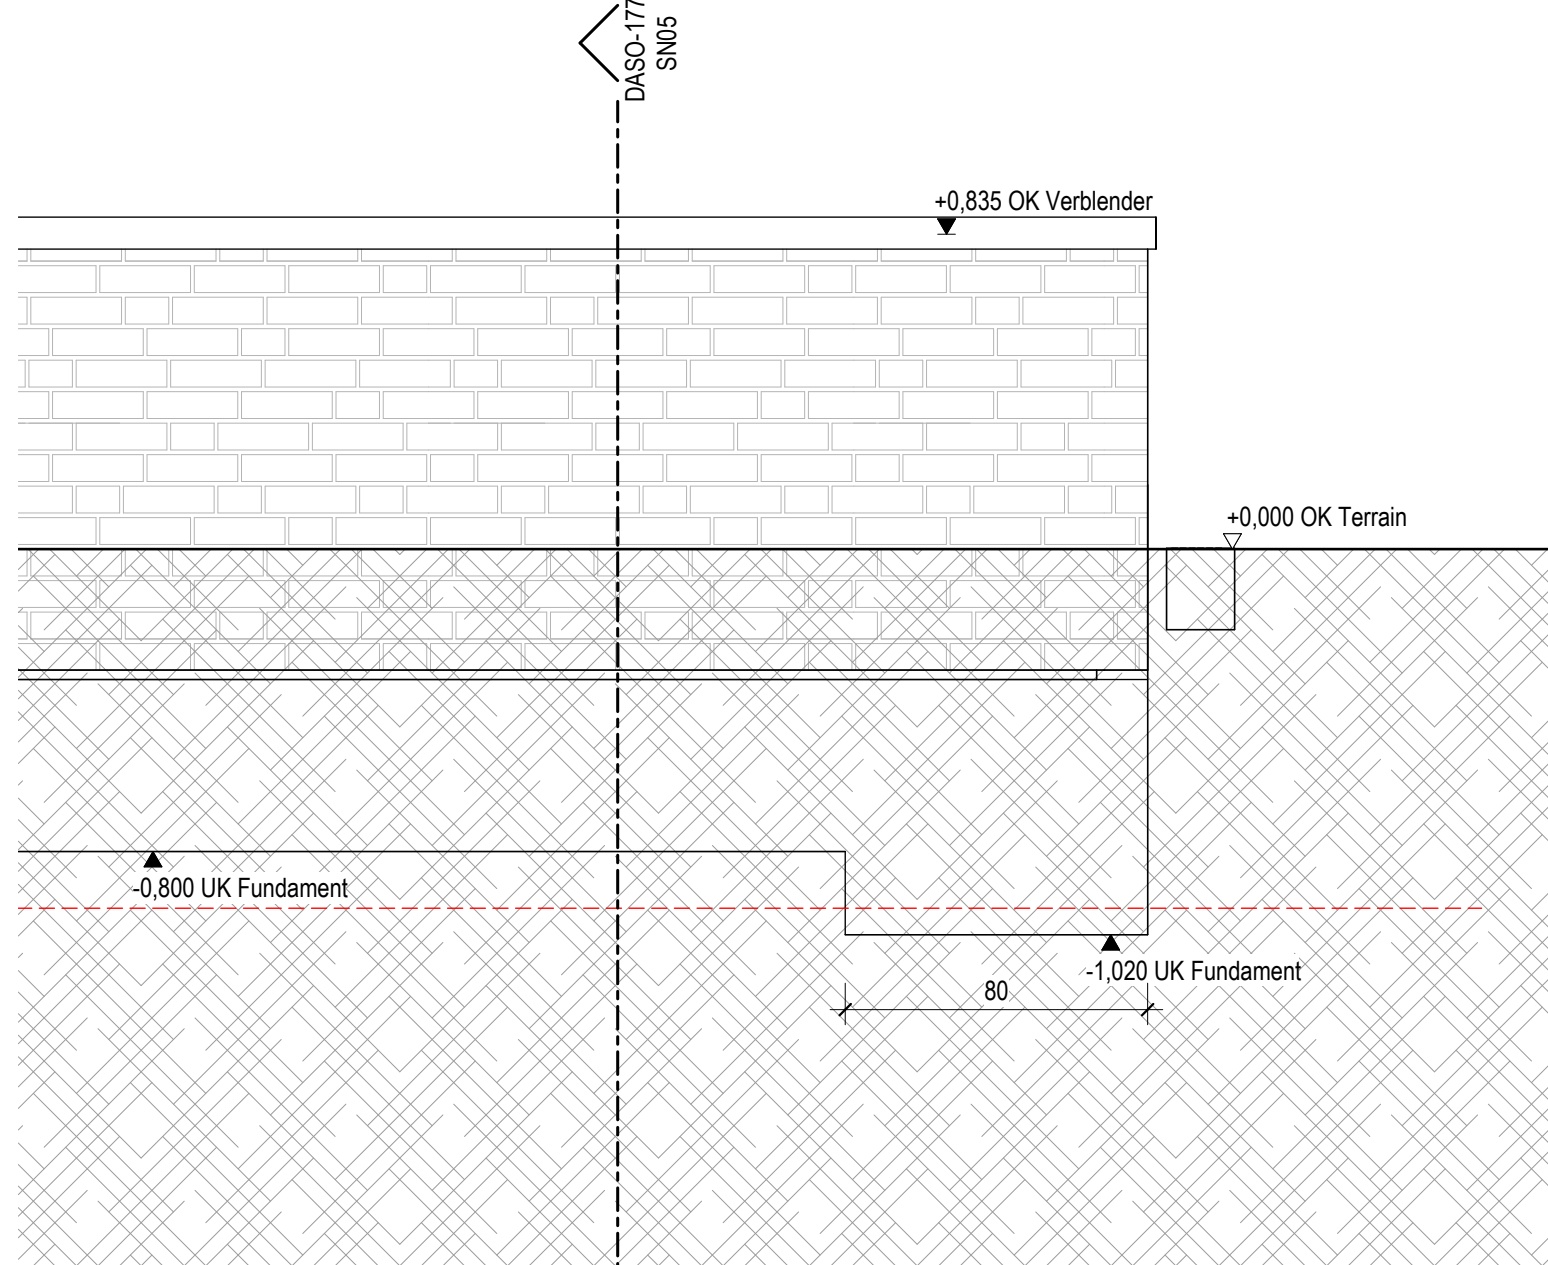 DASO-177
SN05
+0,835 OK Verblender
+0,000 OK Terrain
-0,800 UK Fundament
-1,020 UK Fundament
80